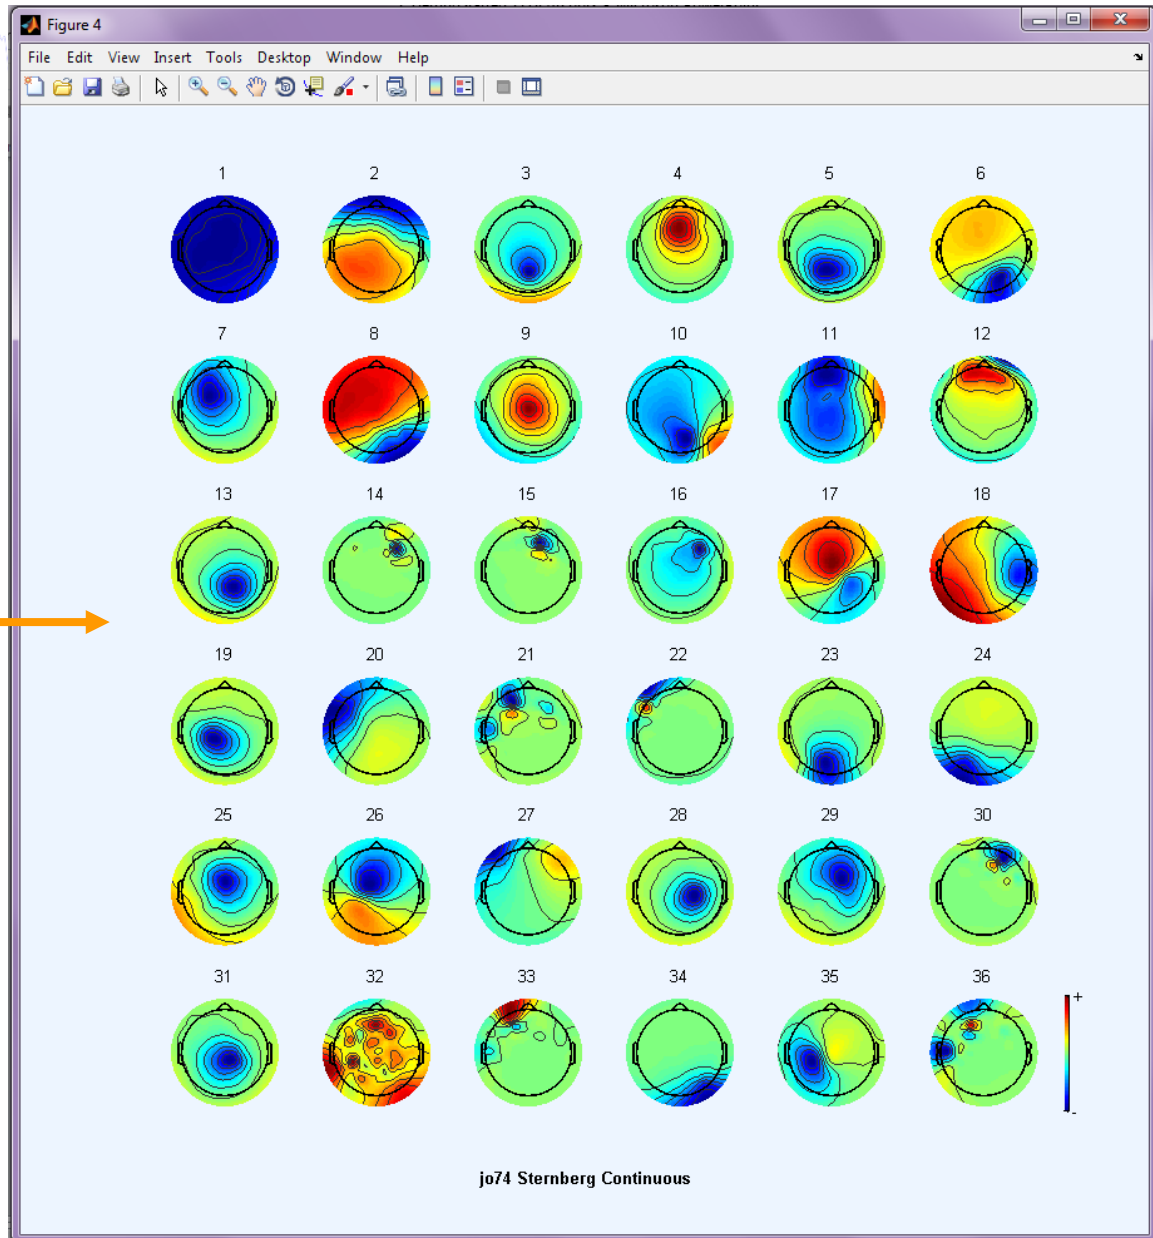 Figure 4
File Edit View Insert Tools Desktop Window Help
1 2 3 4 5 6
7 8 9 10 11 12
13 14 15 16 17 18
19 20 21 22 23 24
25 26 27 28 29 30
31 32 33 34 35 36
+
-
jo74 Sternberg Continuous